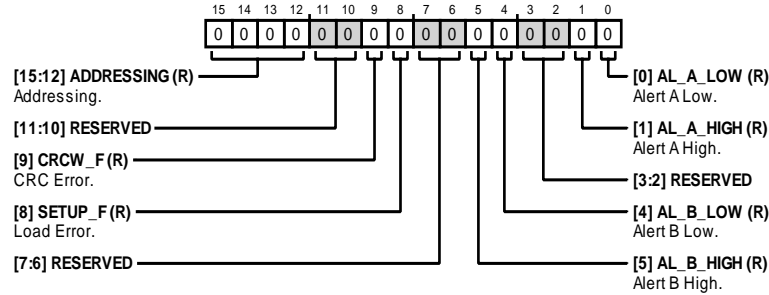 15 14 13 12 11 10 9 8 7 6 5 4 3 2 1 0
0 0 0 0 0 0 0 0 0 0 0 0 0 0 0 0
[15:12] ADDRESSING (R)
Addressing.
[11:10] RESERVED
[9] CRCW_F (R)
CRC Error.
[8] SETUP_F (R)
Load Error.
[7:6] RESERVED
[0] AL_A_LOW (R)
Alert A Low.
[1] AL_A_HIGH (R)
Alert A High.
[3:2] RESERVED
[4] AL_B_LOW (R)
Alert B Low.
[5] AL_B_HIGH (R)
Alert B High.